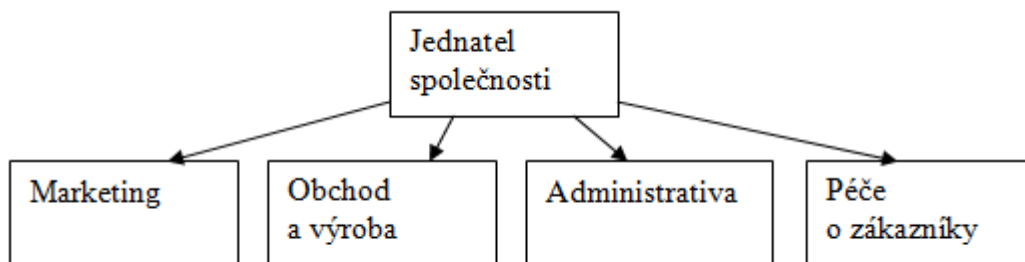 Jednatel
společnosti
Marketing
Obchod
a výroba
Administrativa
Péče
o zákazníky